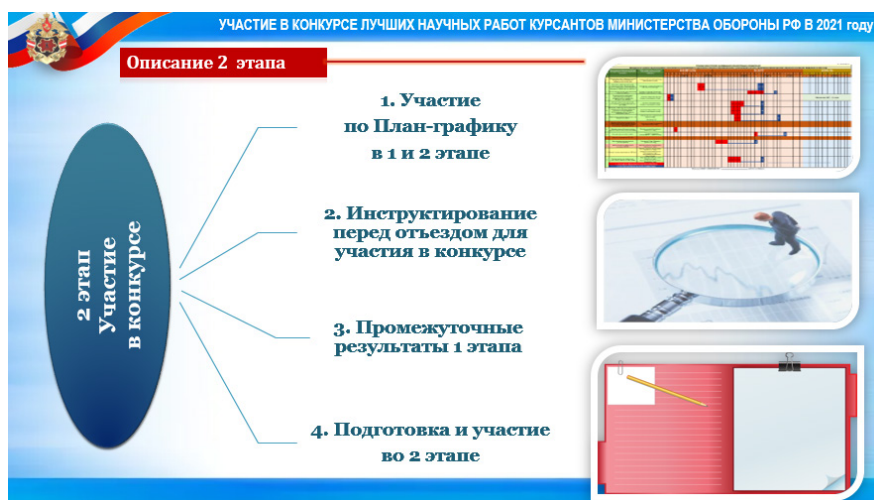 УЧАСТИЕ В КОНКУРСЕ ЛУЧШИХ НАУЧНЫХ РАБОТ КУРСАНТОВ МИНИСТЕРСТВА ОБОРОНЫ РФ В 2021 году
Описание 2 этапа
2 этап
Участие
в конкурсе
1. Участие
по План-графику
в 1 и 2 этапе
2. Инструктирование
перед отъездом для
участия в конкурсе
3. Промежуточные
результаты 1 этапа
4. Подготовка и участие
во 2 этапе